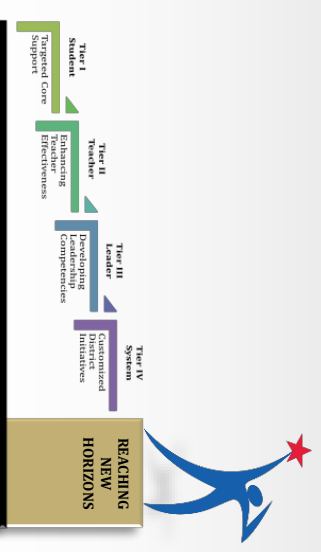 Tier I
Student
Targeted Core
Support
Tier II
Teacher
Enhancing
Teacher
Effectiveness
Tier III
Leader
Developing
Leadership
Competencies
Tier IV
System
Customized
District
Initiatives
REACHING
NEW
HORIZONS